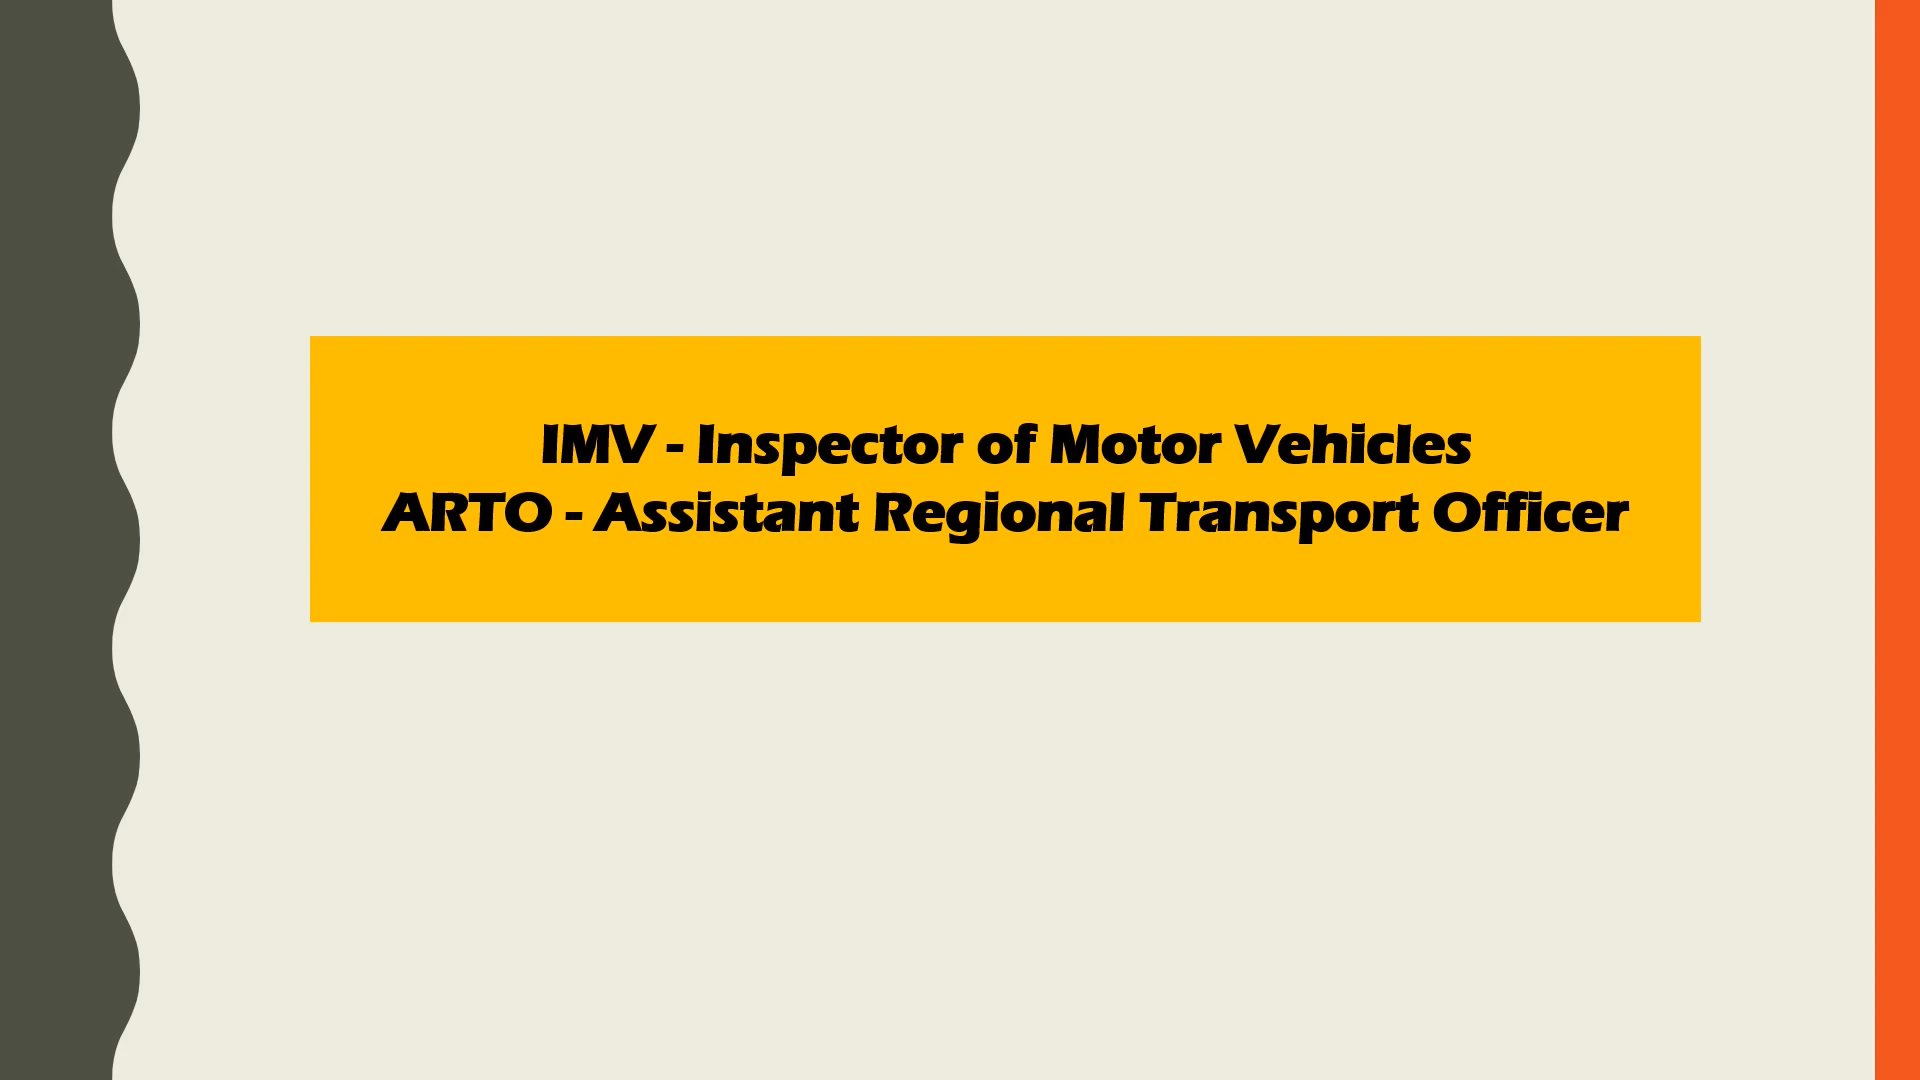 IMV - Inspector of Motor Vehicles
ARTO - Assistant Regional Transport Officer